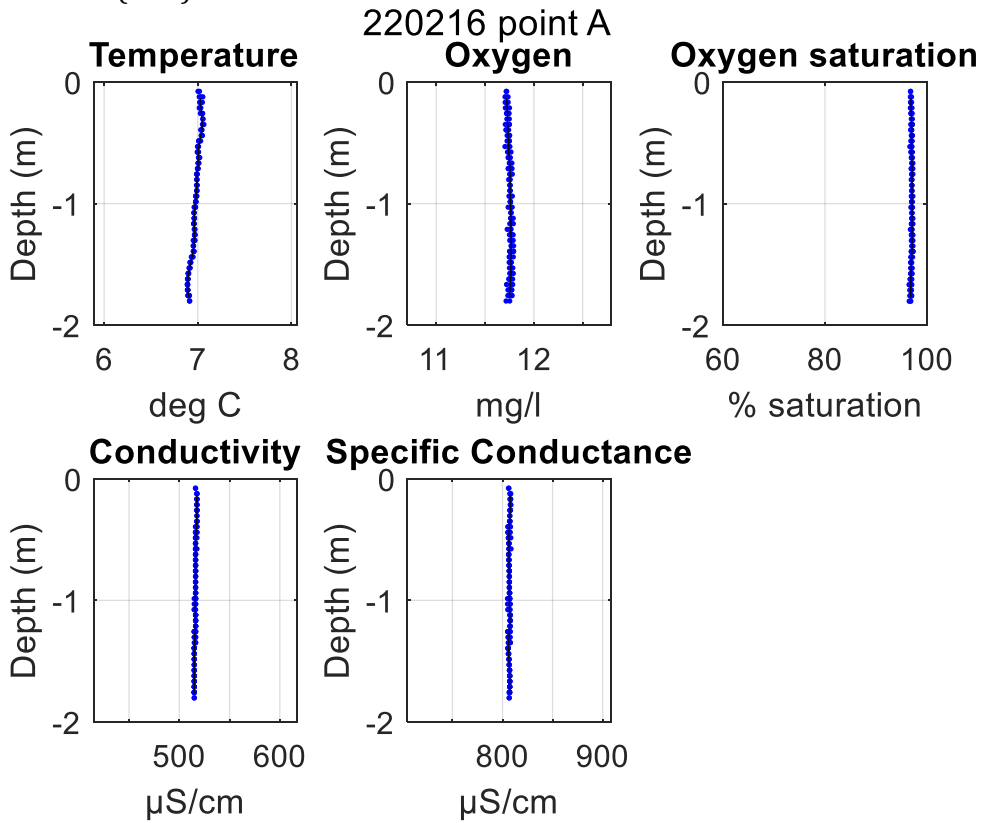 220216 point A
Temperature
Oxygen
Oxygen saturation
0
-1
-2
Depth (m)
6 7 8
deg C
0
-1
-2
Depth (m)
11 12
mg/l
0
-1
-2
Depth (m)
60 80 100
% saturation
Conductivity
Specific Conductance
0
-1
-2
Depth (m)
500 600
µS/cm
0
-1
-2
Depth (m)
800 900
µS/cm